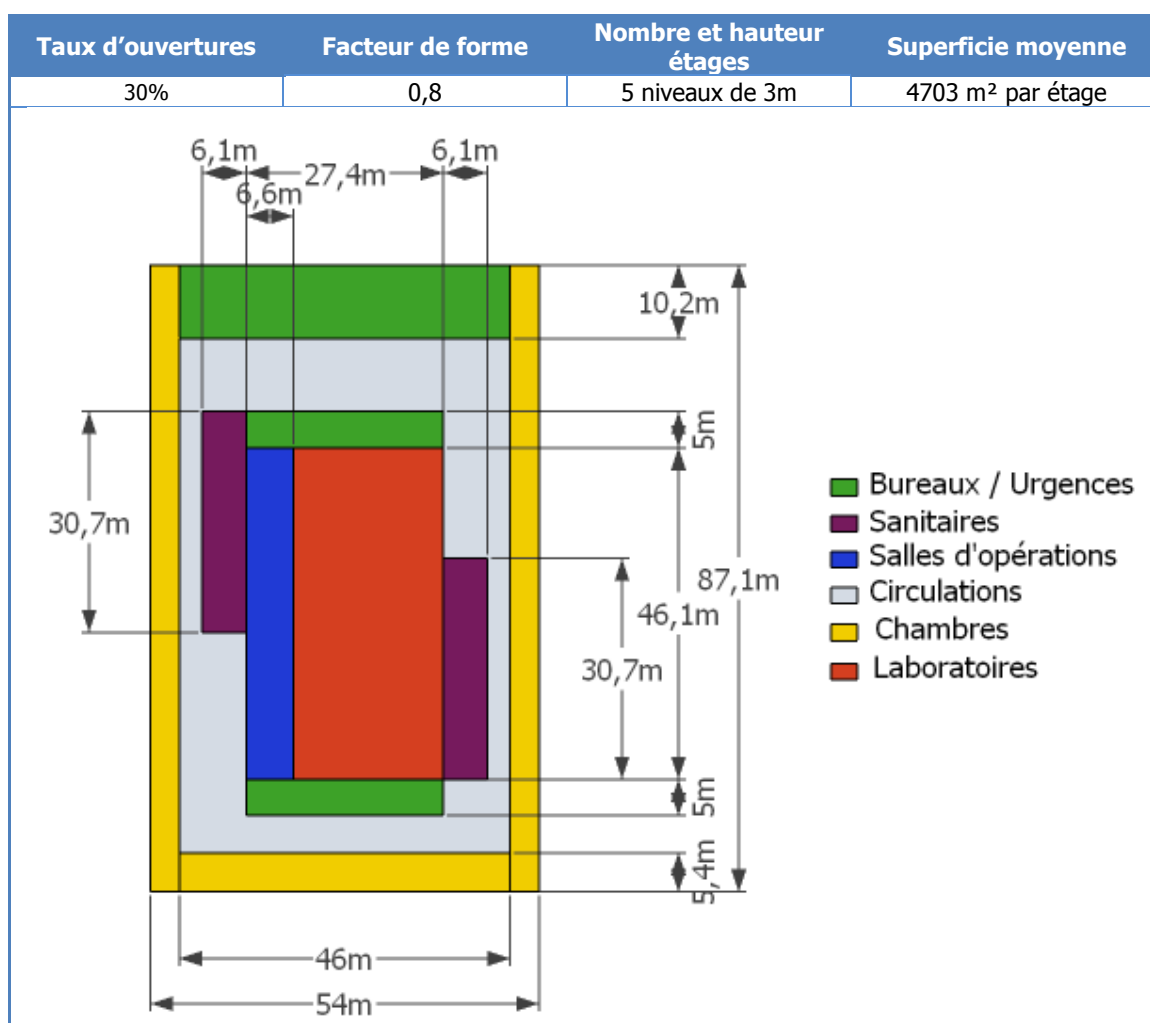 Taux d'ouvertures Facteur de forme Nombre et hauteur étages Superficie moyenne
30% 0,8 5 niveaux de 3m 4703 m² par étage
6,1m 6,1m
27,4m
6,6m
10,2m
5m
30,7m
87,1m
46,1m
30,7m
5m
5,4m
46m
54m
Bureaux / Urgences
Sanitaires
Salles d'opérations
Circulations
Chambres
Laboratoires